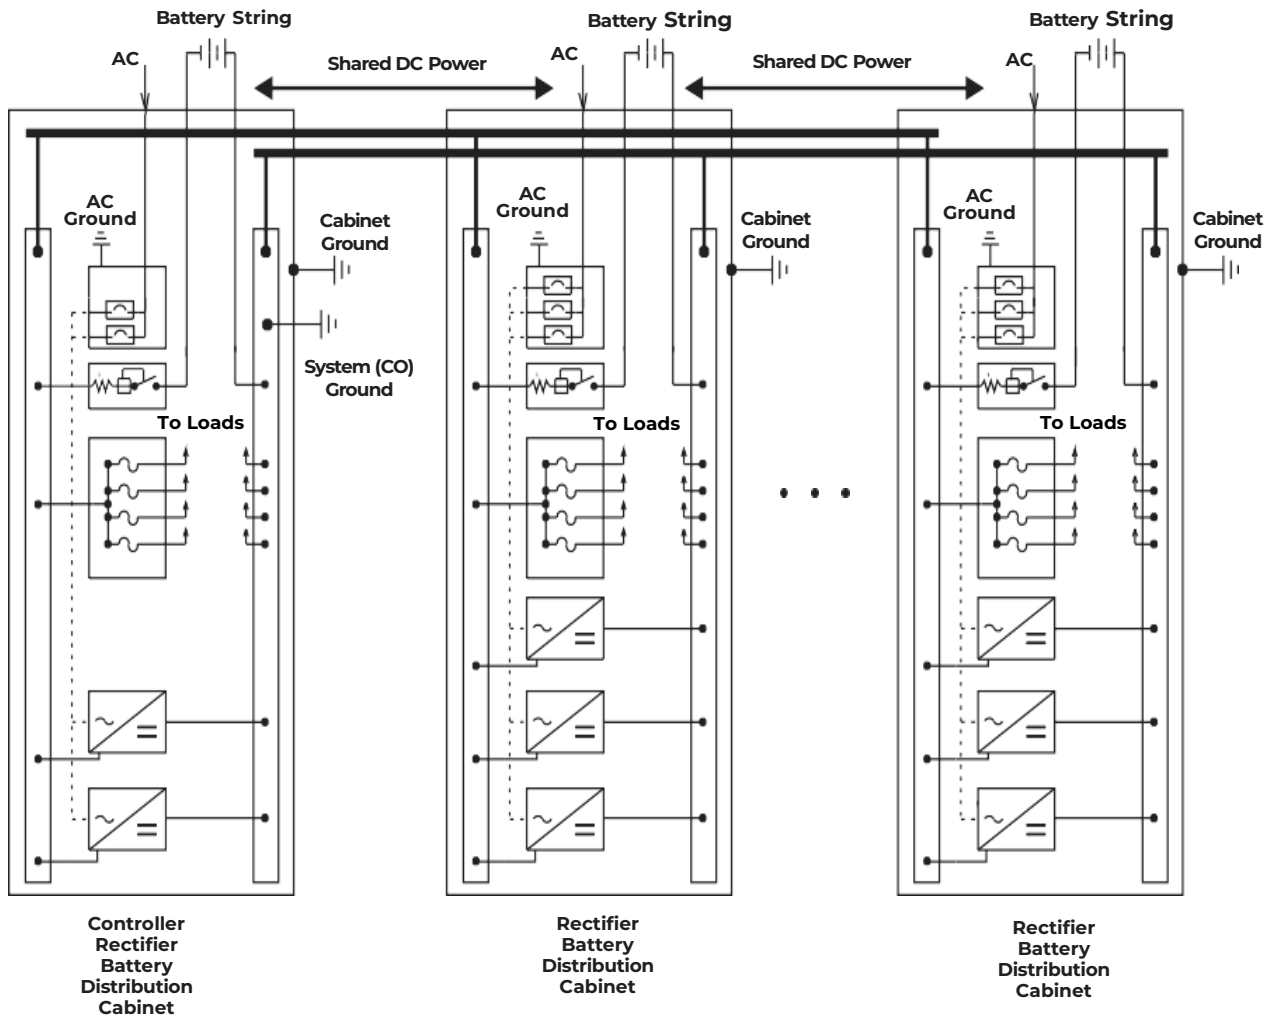 Battery String
Battery String
Battery String
AC
AC
AC
Shared DC Power
Shared DC Power
AC
Ground
AC
Ground
AC
Ground
Cabinet
Ground
Cabinet
Ground
Cabinet
Ground
System (CO)
Ground
To Loads
To Loads
To Loads
Controller
Rectifier
Battery
Distribution
Cabinet
Rectifier
Battery
Distribution
Cabinet
Rectifier
Battery
Distribution
Cabinet